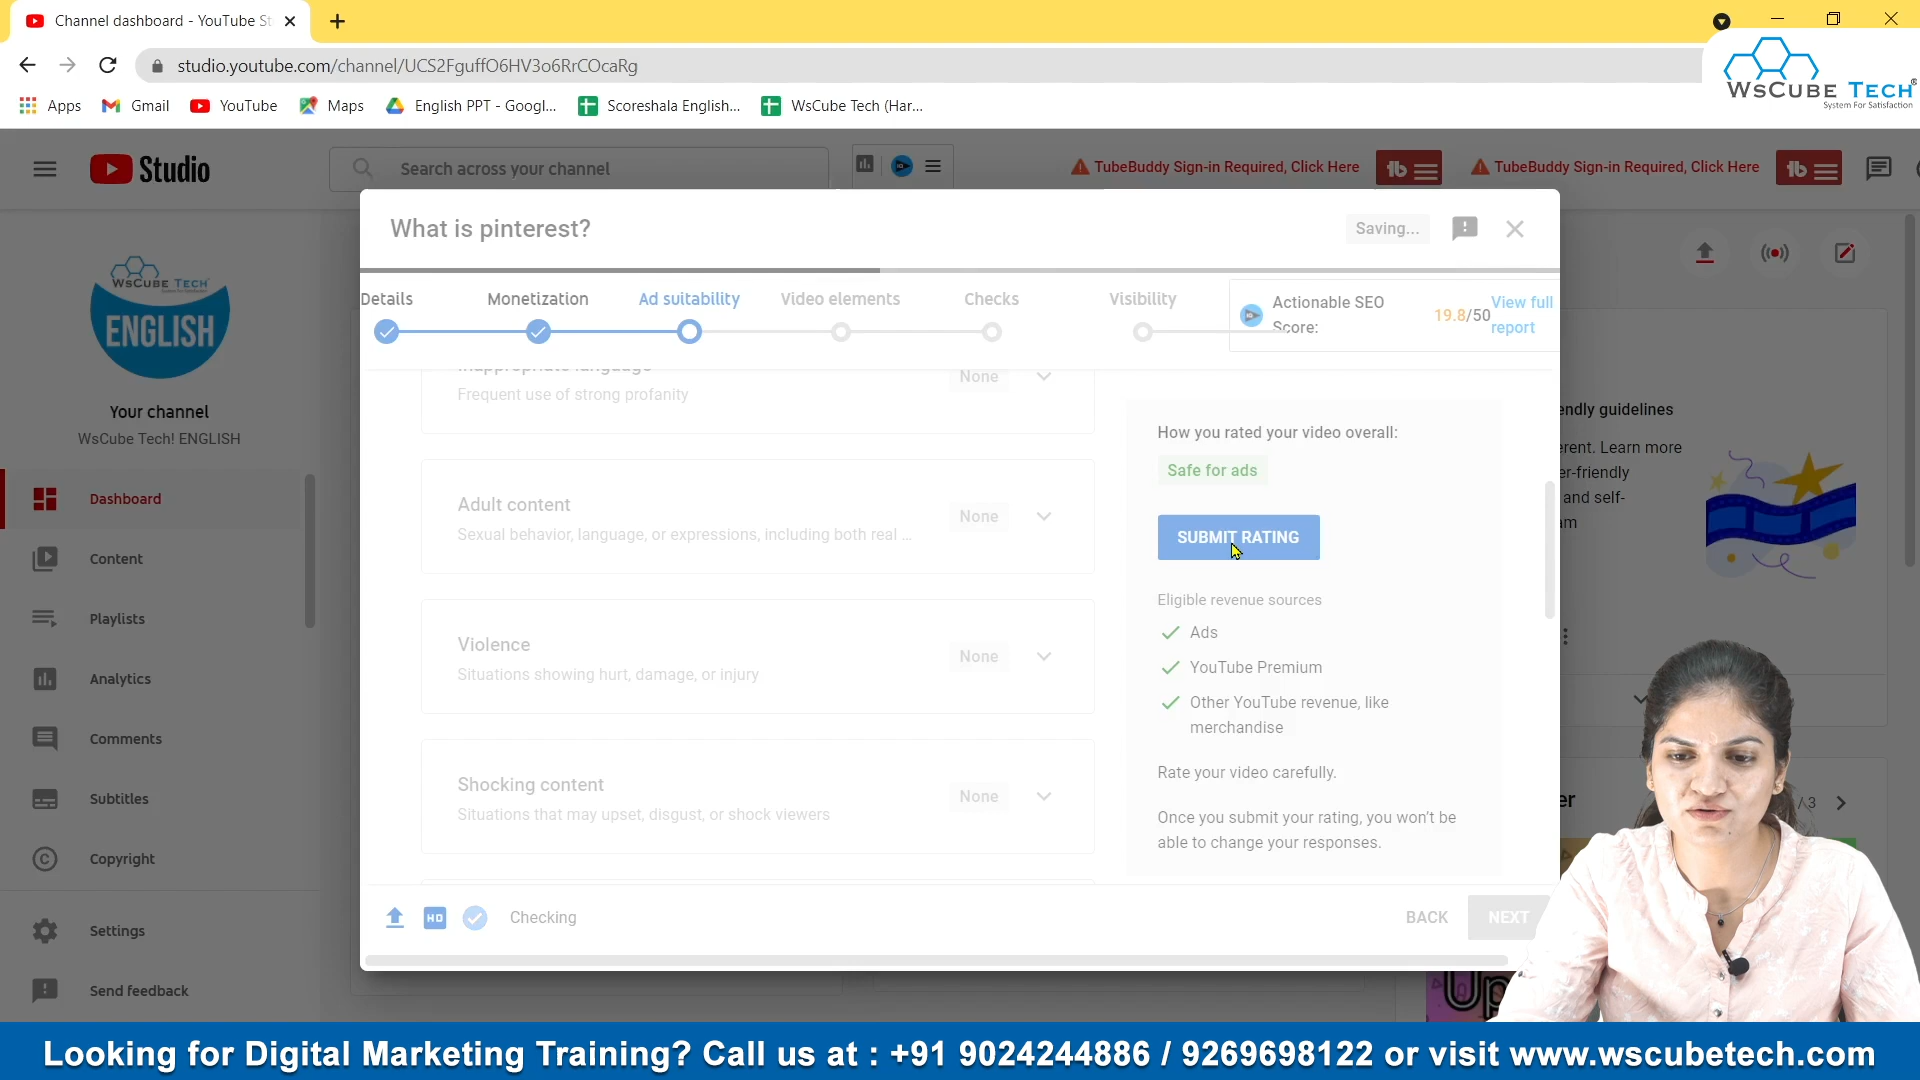 Channel dashboard - YouTube St
studio.youtube.com/channel/UCS2FguffO6HV3o6RrCOcaRg
Apps
Gmail
YouTube
Maps
English PPT - Googl...
Scoreshala English...
WsCube Tech (Har...
WsCube Tech
System For Satisfaction
Studio
Search across your channel
TubeBuddy Sign-in Required, Click Here
tb
TubeBuddy Sign-in Required, Click Here
tb
What is pinterest?
Saving...
Details
Monetization
Ad suitability
Video elements
Checks
Visibility
Actionable SEO
Score:
19.8/50
View full
report
WsCube Tech
ENGLISH
Your channel
WsCube Tech! ENGLISH
Dashboard
Content
Playlists
Analytics
Comments
Subtitles
Copyright
Settings
Send feedback
Inappropriate language
Frequent use of strong profanity
None
Adult content
Sexual behavior, language, or expressions, including both real ...
None
Violence
Situations showing hurt, damage, or injury
None
Shocking content
Situations that may upset, disgust, or shock viewers
None
How you rated your video overall:
Safe for ads
SUBMIT RATING
Eligible revenue sources
Ads
YouTube Premium
Other YouTube revenue, like
merchandise
Rate your video carefully.
Once you submit your rating, you won't be
able to change your responses.
HD
Checking
BACK
NEXT
endly guidelines
erent. Learn more
er-friendly
and self-
am
er
/ 3
Up
Looking for Digital Marketing Training? Call us at : +91 9024244886 / 9269698122 or visit www.wscubetech.com